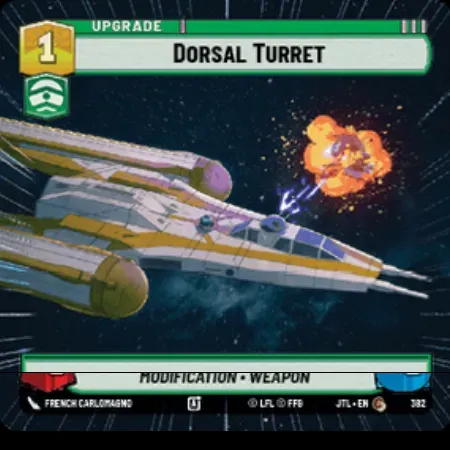 UPGRADE
1
DORSAL TURRET
MODIFICATION • WEAPON
FRENCH CARLOMAGNO
LFL FFG
JTL • EN
382